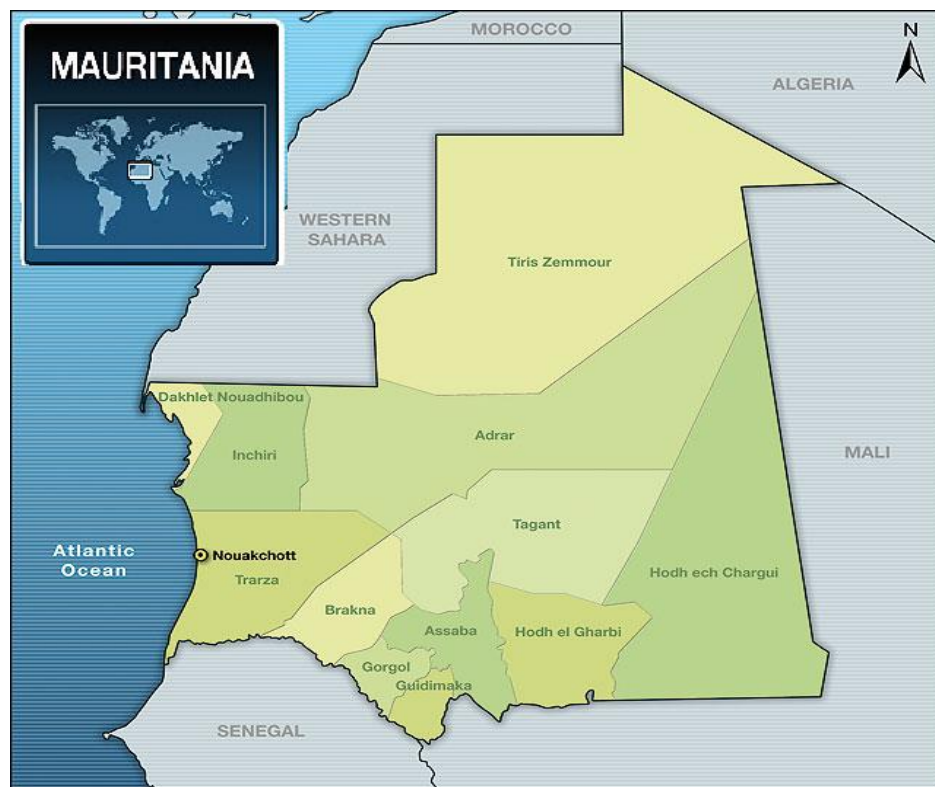 MAURITANIA
MOROCCO
N
ALGERIA
WESTERN
SAHARA
Tiris Zemmour
Dakhlet Nouadhibou
Adrar
Inchiri
MALI
Tagant
Atlantic
Ocean
Nouakchott
Trarza
Hodh ech Chargui
Brakna
Assaba
Hodh el Gharbi
Gorgol
Guidimaka
SENEGAL